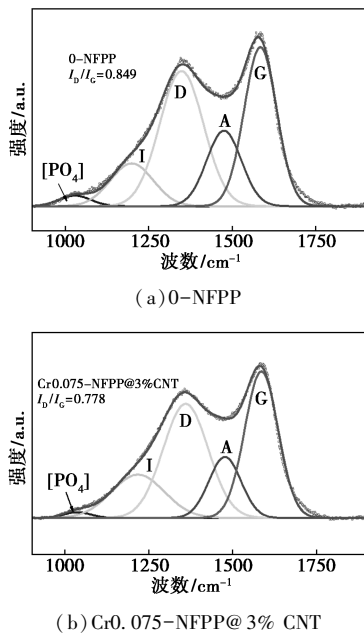 0-NFPP
I_D/I_G=0.849
D
G
A
I
[PO₄]
强度/a.u.
1000 1250 1500 1750
波数/cm⁻¹
(a)0-NFPP
Cr0.075-NFPP@3%CNT
I_D/I_G=0.778
G
D
A
I
[PO₄]
强度/a.u.
1000 1250 1500 1750
波数/cm⁻¹
(b)Cr0.075-NFPP@3% CNT